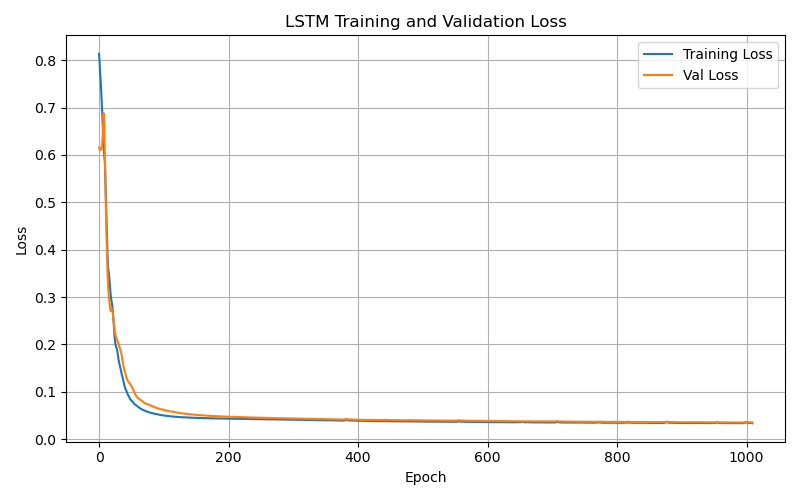 LSTM Training and Validation Loss
Training Loss
Val Loss
Loss
0.8
0.7
0.6
0.5
0.4
0.3
0.2
0.1
0.0
0 200 400 600 800 1000
Epoch